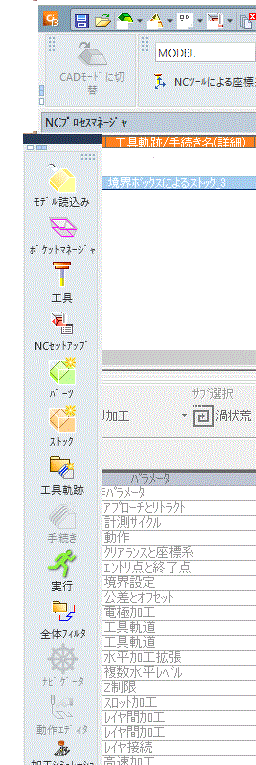 CADモードに切
替
MODEL
NCツールによる座標
NCプロセスマネージャ
工具軌跡/手続き名(詳細)
境界ボックスによるストック_3
モデル読込み
ポケットマネージャ
工具
NCセットアップ
パーツ
ストック
工具軌跡
手続き
実行
全体フィルタ
ナビゲータ
動作エディタ
加工シミュレーショ
サブ選択
加工
渦状荒
パラメータ
パラメータ
アプローチとリトラクト
計測サイクル
動作
クリアランスと座標系
エントリ点と終了点
境界設定
公差とオフセット
電極加工
工具軌道
工具軌道
水平加工拡張
複数水平レベル
Z制限
スロット加工
レイヤ間加工
レイヤ間加工
レイヤ接続
高速加工